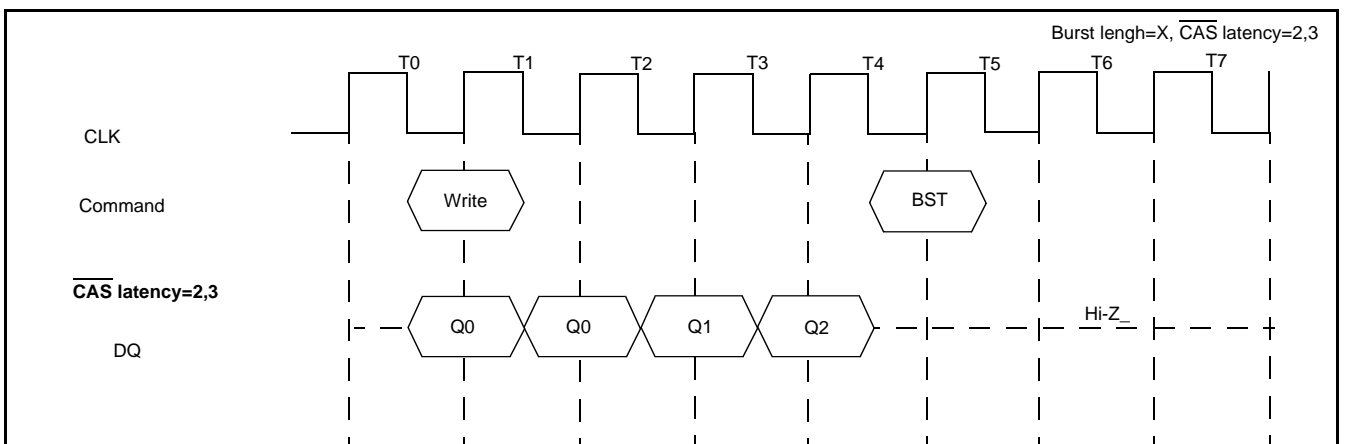 Burst lengh=X, CAS latency=2,3
T0 T1 T2 T3 T4 T5 T6 T7
CLK
Command Write BST
CAS latency=2,3
DQ Q0 Q0 Q1 Q2 Hi-Z_